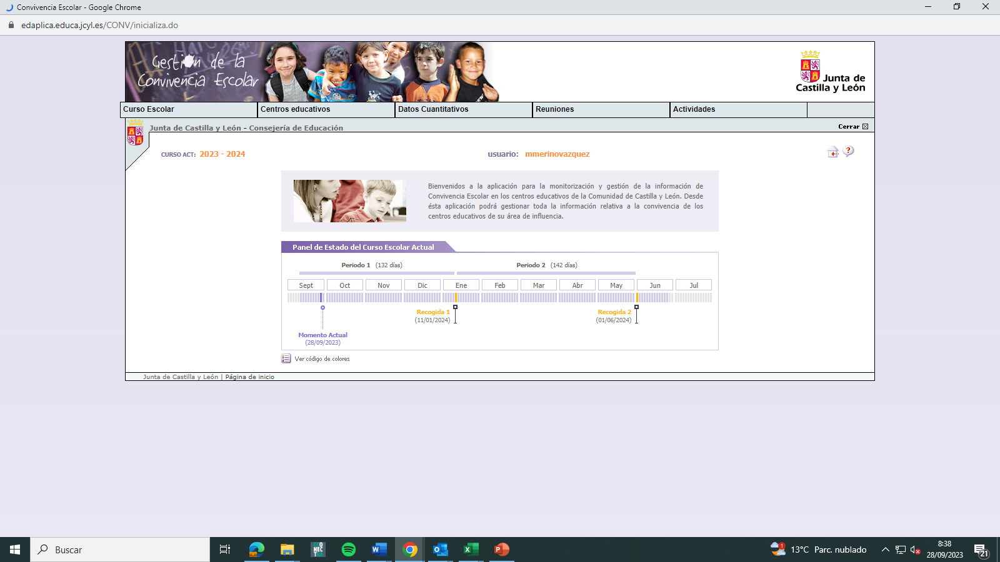 Convivencia Escolar - Google Chrome
edaplica.educa.jcyl.es/CONV/inicializa.do
Gestión de la
Convivencia Escolar
Junta de
Castilla y León
Curso Escolar
Centros educativos
Datos Cuantitativos
Reuniones
Actividades
Junta de Castilla y León - Consejería de Educación
Cerrar
CURSO ACT: 2023 - 2024
usuario: mmerinovazquez
Bienvenidos a la aplicación para la monitorización y gestión de la información de
Convivencia Escolar en los centros educativos de la Comunidad de Castilla y León. Desde
ésta aplicación podrá gestionar toda la información relativa a la convivencia de los
centros educativos de su área de influencia.
Panel de Estado del Curso Escolar Actual
Periodo 1 (132 días)
Periodo 2 (142 días)
Sept Oct Nov Dic Ene Feb Mar Abr May Jun Jul
Recogida 1
(11/01/2024)
Recogida 2
(01/06/2024)
Momento Actual
(28/09/2023)
Ver código de colores
Junta de Castilla y León | Página de inicio
Buscar
CONECTA
1
13°C Parc. nublado
8:38
28/09/2023
21